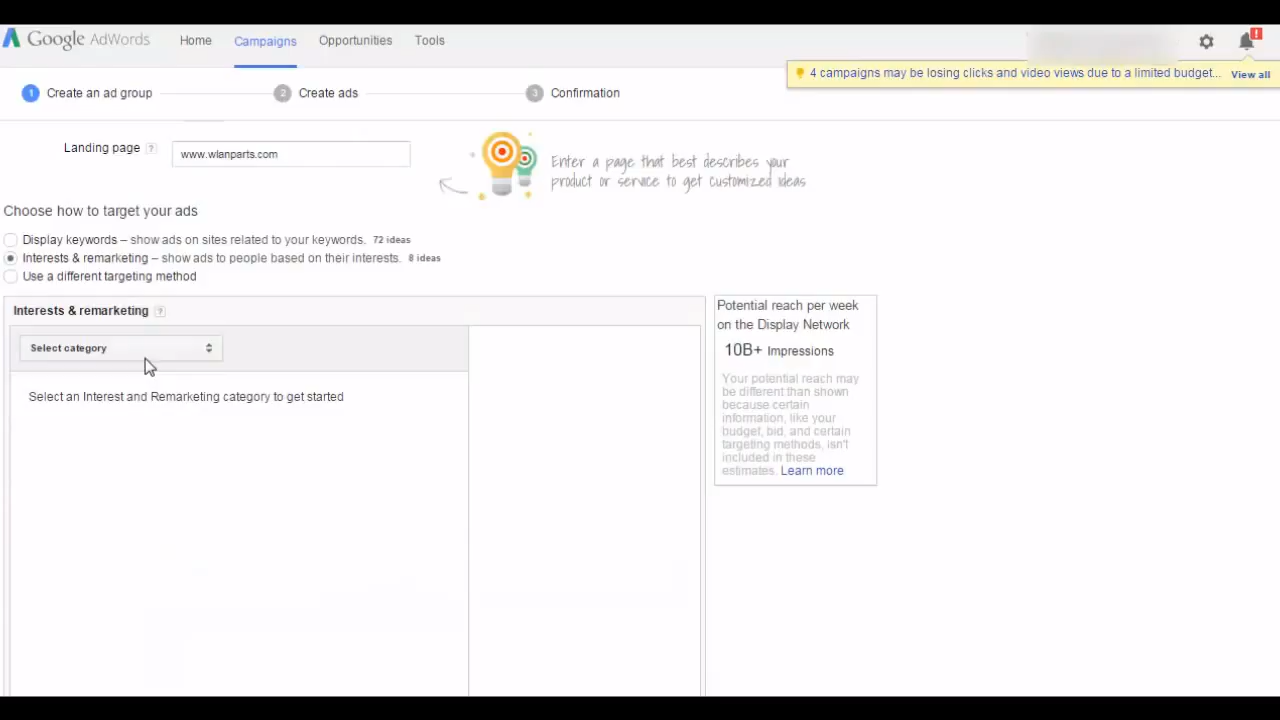 Google AdWords
Home
Campaigns
Opportunities
Tools
!
4 campaigns may be losing clicks and video views due to a limited budget... View all
1 Create an ad group
2 Create ads
3 Confirmation
Landing page ?
www.wlanparts.com
Enter a page that best describes your
product or service to get customized ideas
Choose how to target your ads
Display keywords – show ads on sites related to your keywords. 72 ideas
Interests & remarketing – show ads to people based on their interests. 8 ideas
Use a different targeting method
Interests & remarketing ?
Select category
Select an Interest and Remarketing category to get started
Potential reach per week
on the Display Network
10B+ Impressions
Your potential reach may
be different than shown
because certain
information, like your
budget, bid, and certain
targeting methods, isn't
included in these
estimates. Learn more